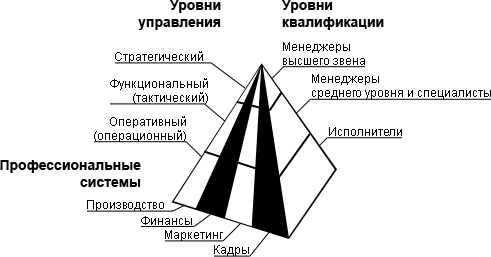 Уровни
управления
Уровни
квалификации
Стратегический
Функциональный
(тактический)
Оперативный
(операционный)
Менеджеры
высшего звена
Менеджеры
среднего уровня и специалисты
Исполнители
Профессиональные
системы
Производство
Финансы
Маркетинг
Кадры